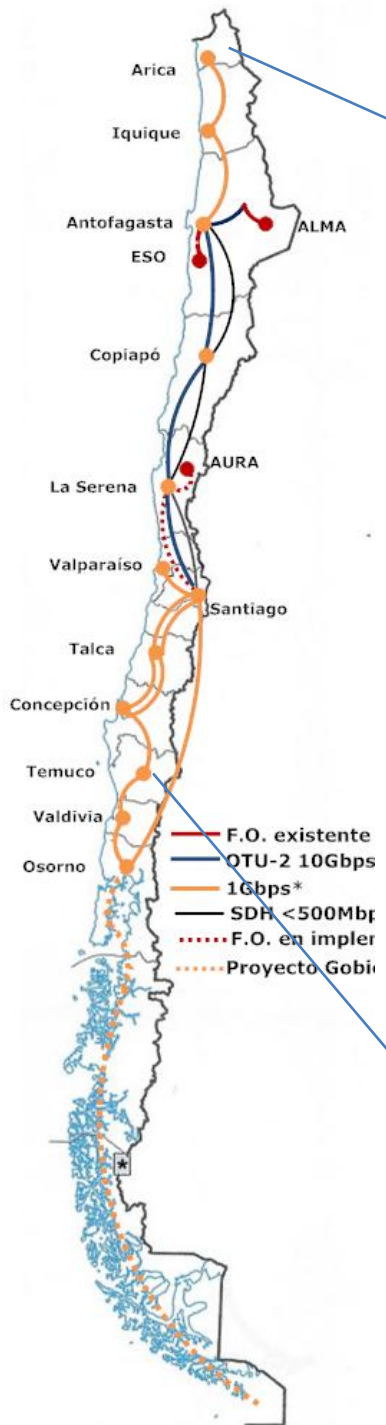 Arica
Iquique
Antofagasta
ALMA
ESO
Copiapó
AURA
La Serena
Valparaíso
Santiago
Talca
Concepción
Temuco
Valdivia
Osorno
F.O. existente
OTU-2 10Gbps
1Gbps*
SDH <500Mbp
F.O. en implen
Proyecto Gobie
*